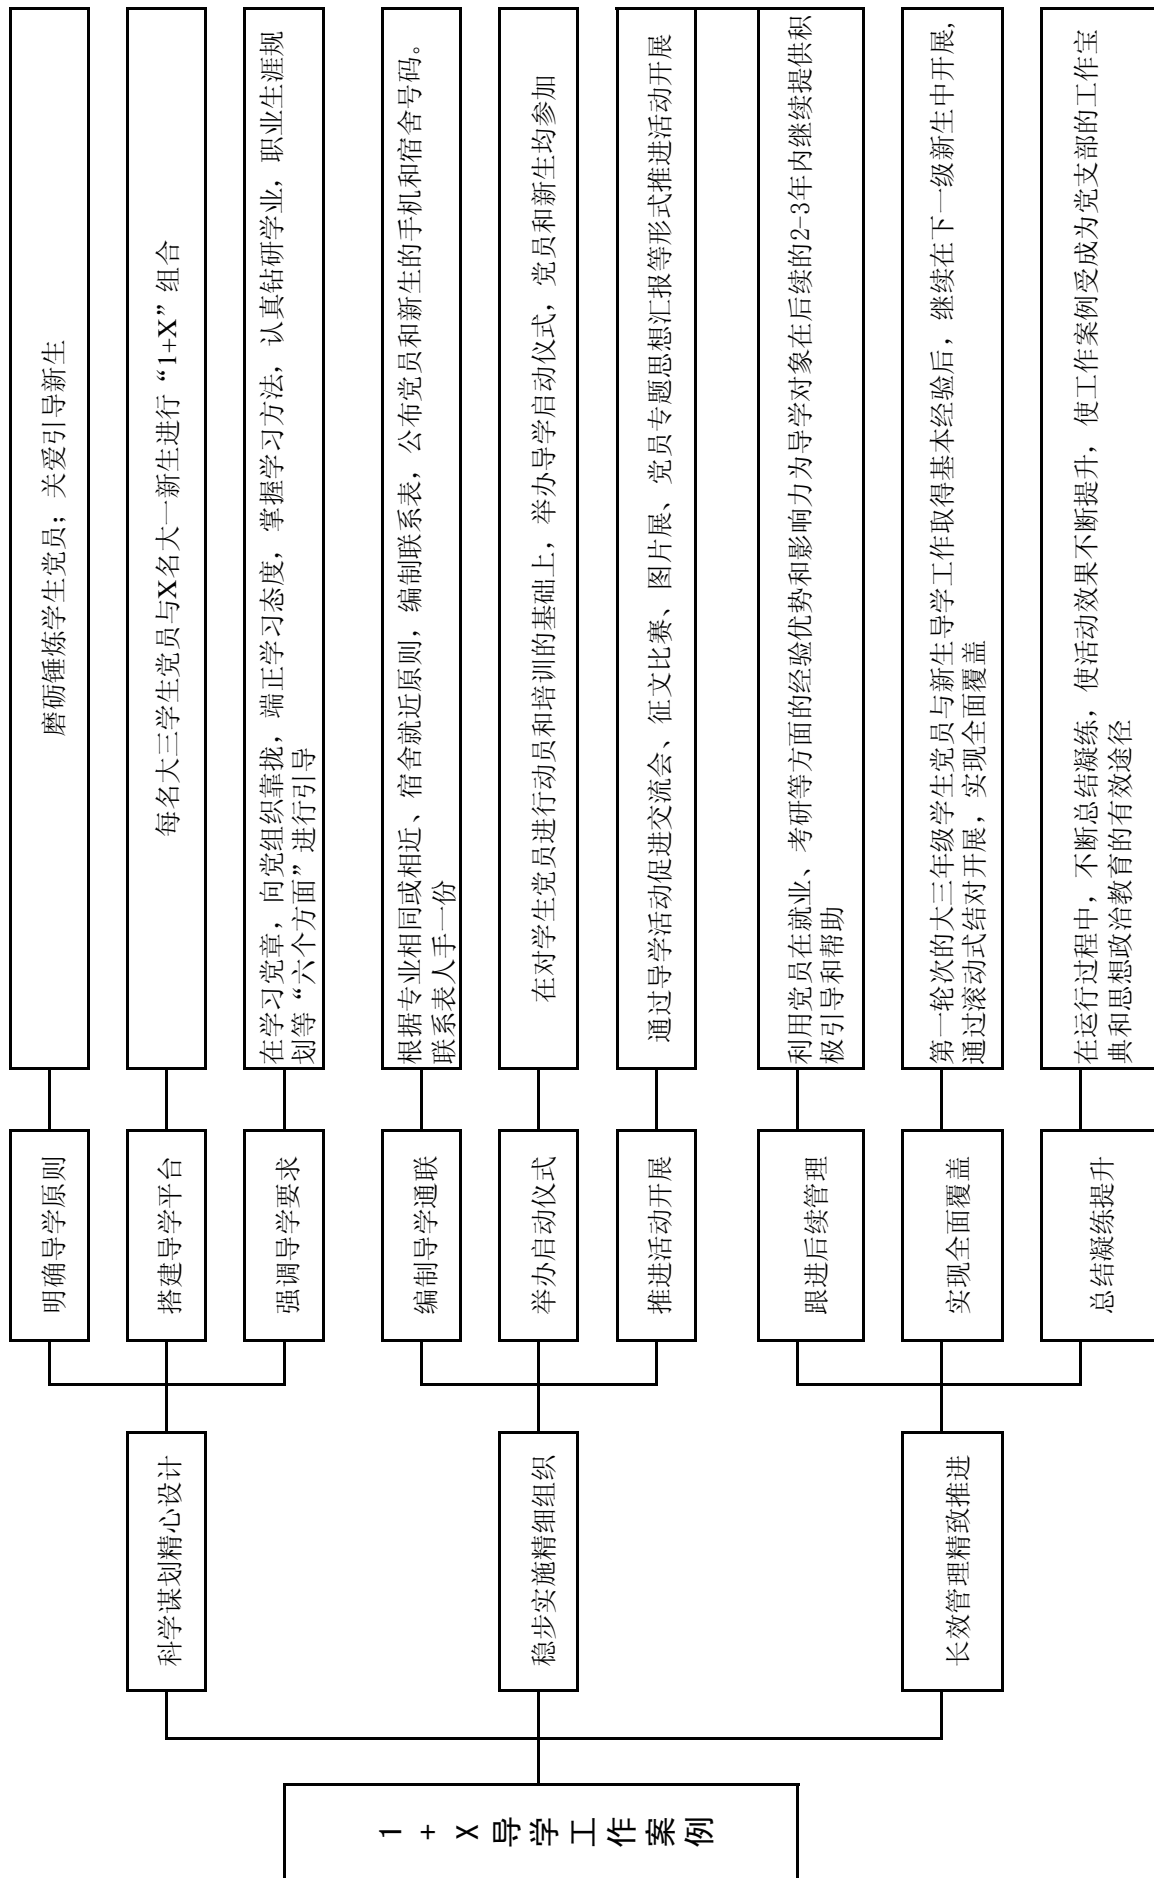 1 + X 导学工作案例
科学谋划精心设计
明确导学原则
磨砺锤炼学生党员；关爱引导新生
搭建导学平台
每名大三学生党员与X名大一新生进行“1+X”组合
强调导学要求
在学习党章，向党组织靠拢，端正学习态度，掌握学习方法，认真钻研学业，职业生涯规
划等“六个方面”进行引导
稳步实施精细组织
编制导学通联
根据专业相同或相近、宿舍就近原则，编制联系表，公布党员和新生的手机和宿舍号码。
联系表人手一份
举办启动仪式
在对学生党员进行动员和培训的基础上，举办导学启动仪式，党员和新生均参加
推进活动开展
通过导学活动促进交流会、征文比赛、图片展、党员专题思想汇报等形式推进活动开展
长效管理精致推进
跟进后续管理
利用党员在就业、考研等方面的经验优势和影响力为导学对象在后续的2-3年内继续提供积
极引导和帮助
实现全面覆盖
第一轮次的大三年级学生党员与新生导学工作取得基本经验后，继续在下一级新生中开展，
通过滚动式结对开展，实现全面覆盖
总结凝练提升
在运行过程中，不断总结凝练，使活动效果不断提升，使工作案例受成为党支部的工作宝
典和思想政治教育的有效途径